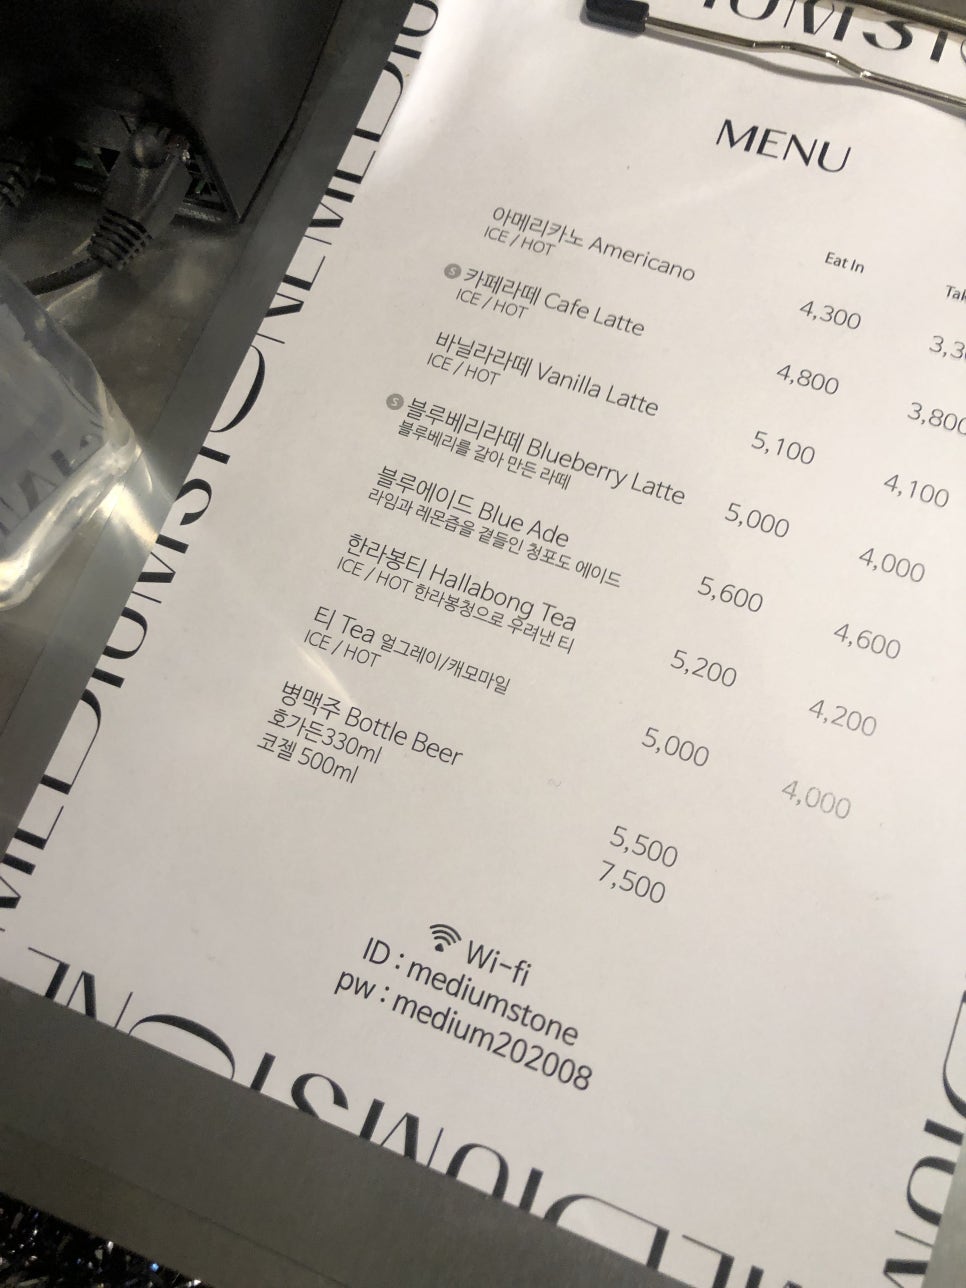 MENU
Eat In
아메리카노 Americano 4,300
ICE / HOT
S 카페라떼 Cafe Latte 4,800 3,800
ICE / HOT
바닐라라떼 Vanilla Latte 5,100 4,100
ICE / HOT
S 블루베리라떼 Blueberry Latte 5,000 4,000
블루베리를 갈아 만든 라떼
블루에이드 Blue Ade 5,600 4,600
라임과 레몬즙을 곁들인 청포도 에이드
한라봉티 Hallabong Tea 5,200 4,200
ICE / HOT 한라봉청으로 우려낸 티
티 Tea 얼그레이/캐모마일 5,000 4,000
ICE / HOT
병맥주 Bottle Beer
호가든330ml 5,500
코젤 500ml 7,500
Wi-fi
ID : mediumstone
pw : medium202008